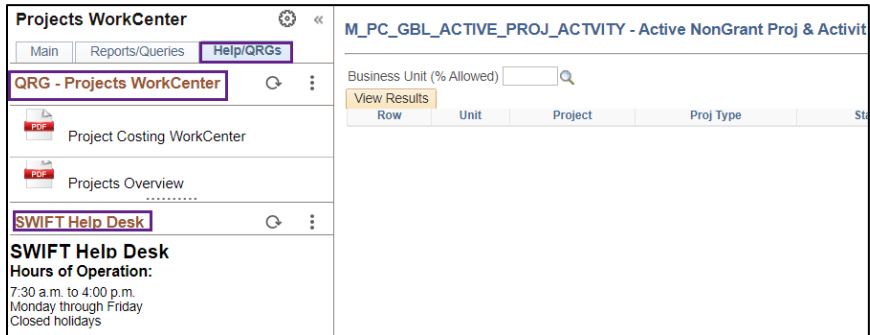 Projects WorkCenter
«
Main
Reports/Queries
Help/QRGs
QRG - Projects WorkCenter
PDF
Project Costing WorkCenter
PDF
Projects Overview
SWIFT Help Desk
SWIFT Help Desk
Hours of Operation:
7:30 a.m. to 4:00 p.m.
Monday through Friday
Closed holidays
M_PC_GBL_ACTIVE_PROJ_ACTVITY - Active NonGrant Proj & Activit
Business Unit (% Allowed)
View Results
Row Unit Project Proj Type Sta